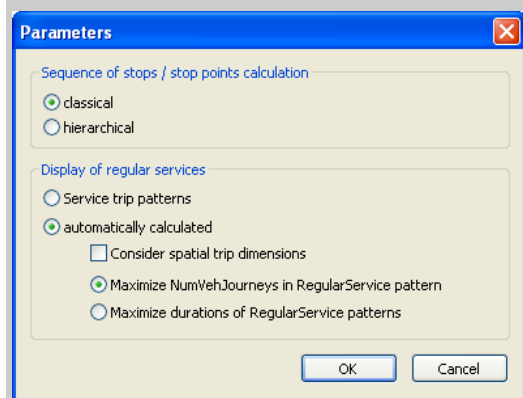 Parameters
Sequence of stops / stop points calculation
classical
hierarchical
Display of regular services
Service trip patterns
automatically calculated
Consider spatial trip dimensions
Maximize NumVehJourneys in RegularService pattern
Maximize durations of RegularService patterns
OK Cancel